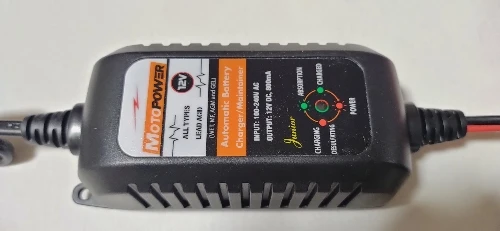 MOTOPOWER
12V
ALL TYPES
LEAD ACID
(WET, MF, AGM and GEL)
Automatic Battery
Charger/Maintainer
INPUT: 100-240V AC
OUTPUT: 12V DC, 800mA
Junior
ABSORPTION
CHARGED
POWER
CHARGING
DESULFATING